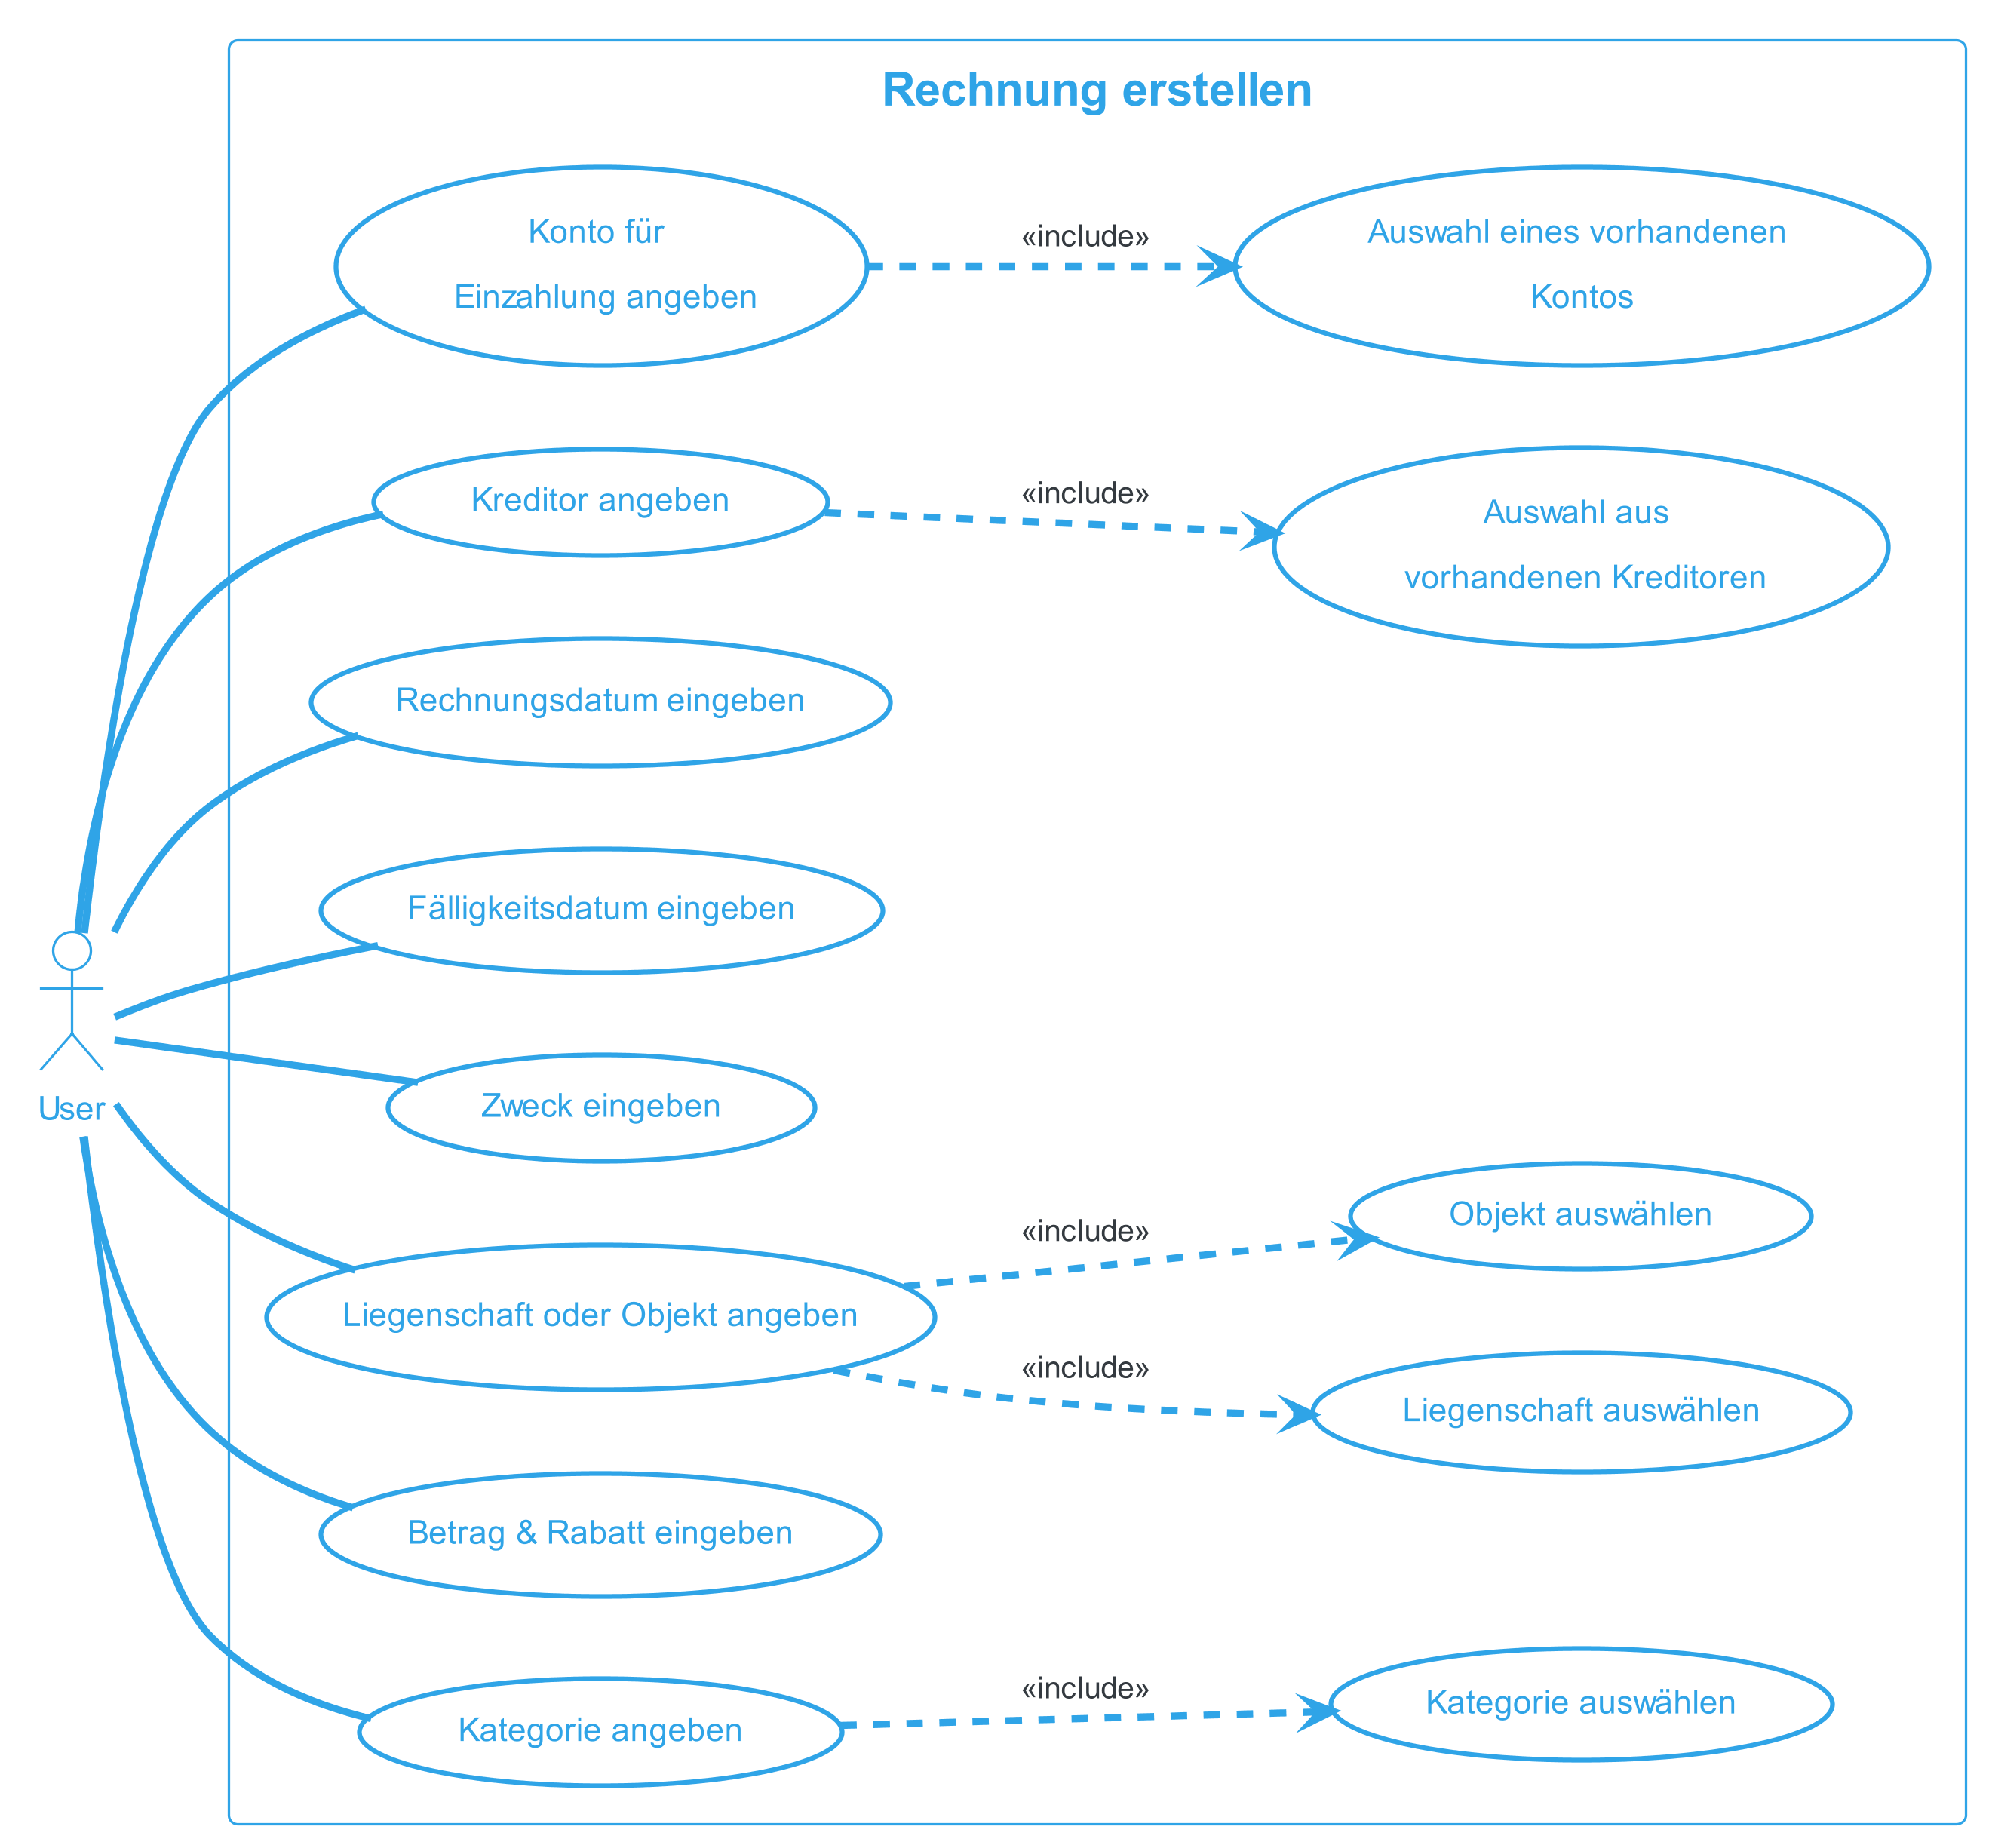 Rechnung erstellen
Konto für
Einzahlung angeben
«include»
Auswahl eines vorhandenen
Kontos
Kreditor angeben
«include»
Auswahl aus
vorhandenen Kreditoren
Rechnungsdatum eingeben
Fälligkeitsdatum eingeben
User
Zweck eingeben
Liegenschaft oder Objekt angeben
«include»
Objekt auswählen
«include»
Liegenschaft auswählen
Betrag & Rabatt eingeben
Kategorie angeben
«include»
Kategorie auswählen